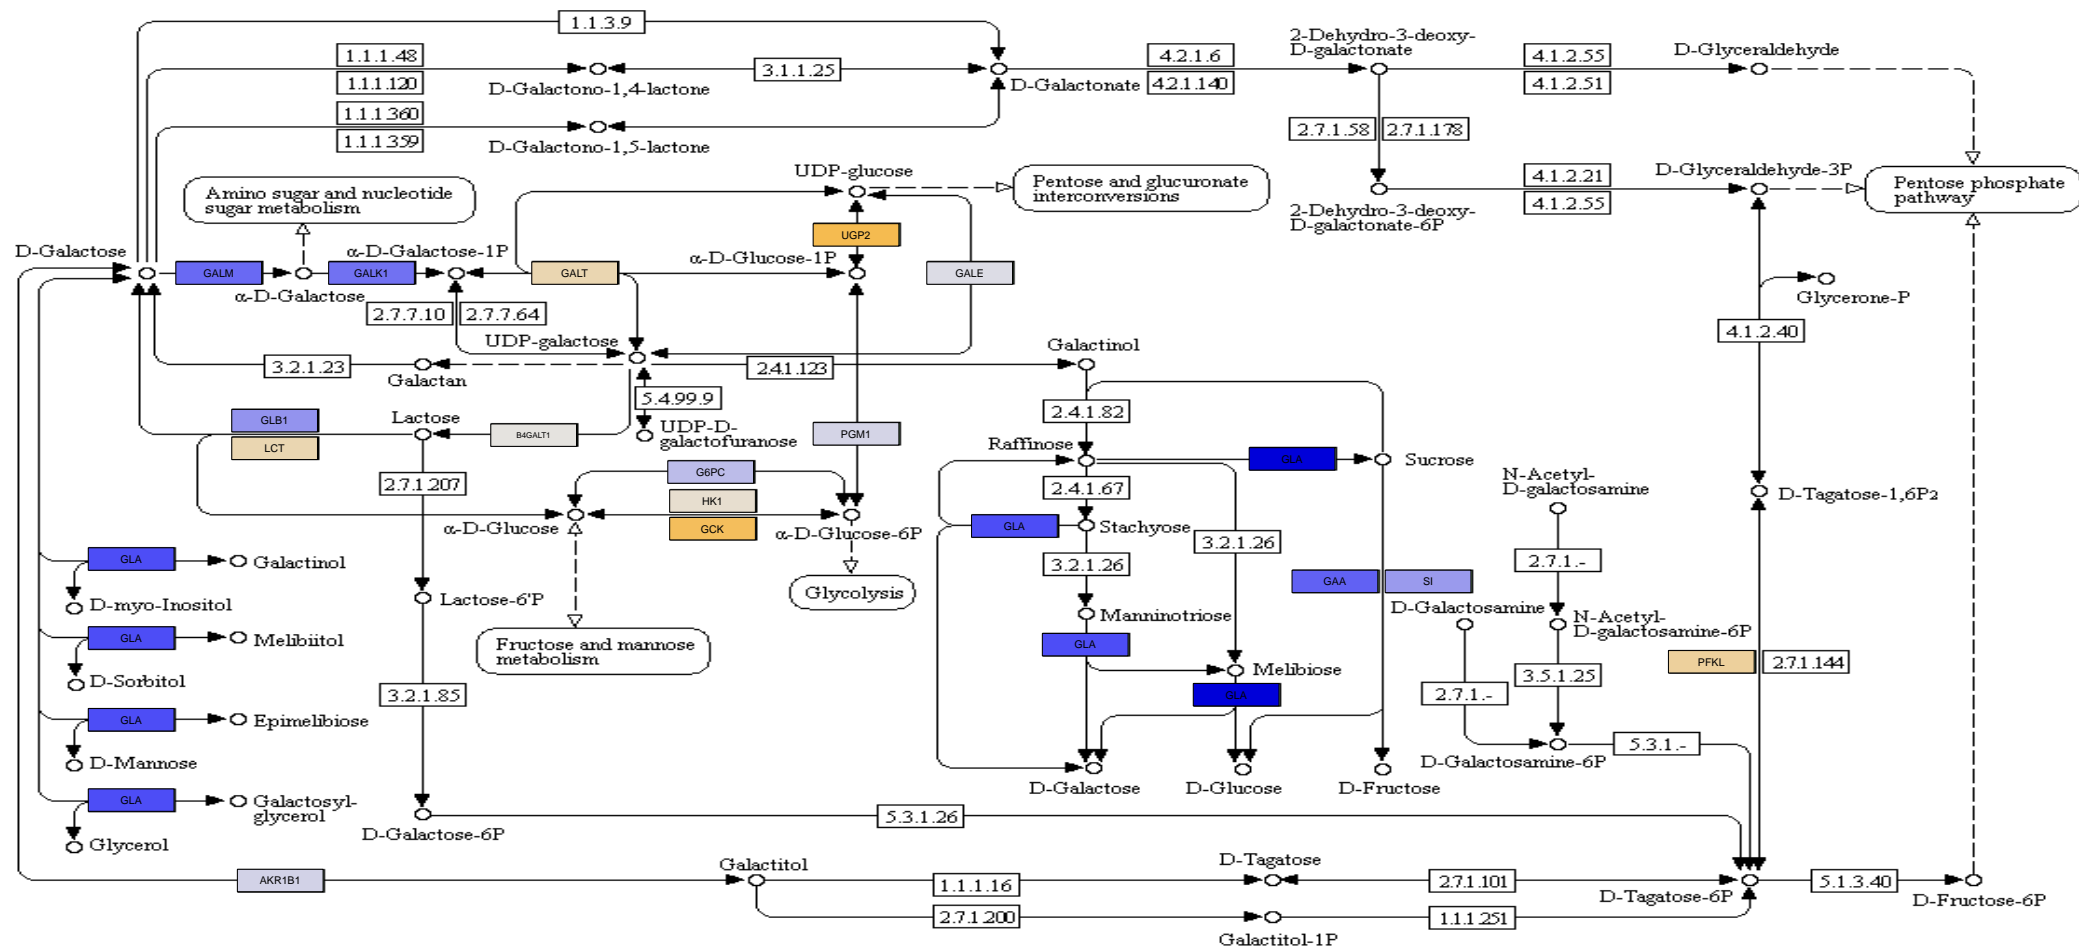 1.1.3.9
1.1.1.48
1.1.1.120
D-Galactono-1,4-lactone
3.1.1.25
D-Galactonate
4.2.1.6
4.2.1.140
2-Dehydro-3-deoxy-
D-galactonate
4.1.2.55
4.1.2.51
D-Glyceraldehyde
1.1.1.360
1.1.1.359
D-Galactono-1,5-lactone
2.7.1.58
2.7.1.178
UDP-glucose
Amino sugar and nucleotide
sugar metabolism
Pentose and glucuronate
interconversions
4.1.2.21
4.1.2.55
D-Glyceraldehyde-3P
Pentose phosphate
pathway
2-Dehydro-3-deoxy-
D-galactonate-6P
UGP2
D-Galactose
GALM
α-D-Galactose
GALK1
α-D-Galactose-1P
GALT
α-D-Glucose-1P
GALE
Glycerone-P
2.7.7.10
2.7.7.64
4.1.2.40
UDP-galactose
3.2.1.23
Galactan
2.4.1.123
Galactinol
5.4.99.9
UDP-D-
galactofuranose
GLB1
LCT
Lactose
B4GALT1
PGM1
2.4.1.82
Raffinose
GLA
Sucrose
G6PC
HK1
GCK
2.7.1.207
2.4.1.67
N-Acetyl-
D-galactosamine
D-Tagatose-1,6P2
α-D-Glucose
α-D-Glucose-6P
GLA
Stachyose
3.2.1.26
3.2.1.26
2.7.1.-
GLA
Galactinol
D-myo-Inositol
Lactose-6'P
Glycolysis
GAA
SI
Manninotriose
D-Galactosamine
N-Acetyl-
D-galactosamine-6P
GLA
Melibiitol
D-Sorbitol
Fructose and mannose
metabolism
GLA
Melibiose
PFKL
2.7.1.144
3.5.1.25
2.7.1.-
3.2.1.85
GLA
GLA
Epimelibiose
D-Mannose
5.3.1.-
D-Galactosamine-6P
D-Galactose
D-Glucose
D-Fructose
GLA
Galactosyl-
glycerol
Glycerol
D-Galactose-6P
5.3.1.26
AKR1B1
Galactitol
1.1.1.16
D-Tagatose
2.7.1.101
D-Tagatose-6P
5.1.3.40
D-Fructose-6P
2.7.1.200
Galactitol-1P
1.1.1.251